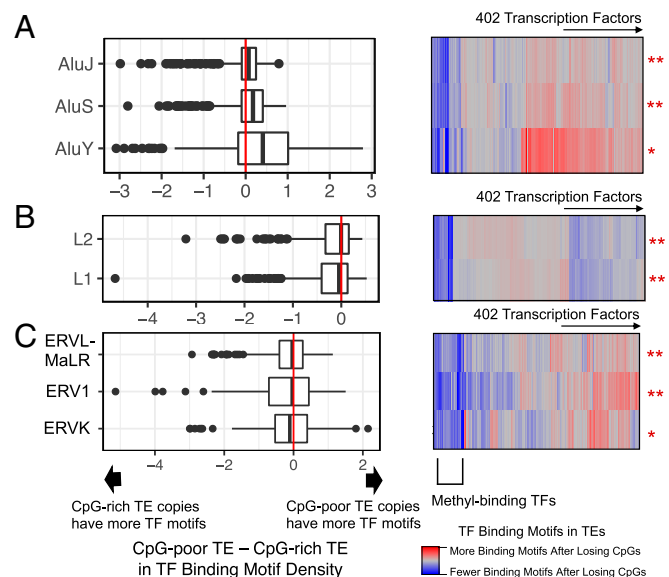 A
402 Transcription Factors
AluJ
AluS
AluY
**
**
*
−3 −2 −1 0 1 2 3
B
402 Transcription Factors
L2
L1
**
**
−4 −3 −2 −1 0
402 Transcription Factors
C
ERVL-
MaLR
ERV1
ERVK
**
**
*
−4 −2 0 2
Methyl-binding TFs
CpG-rich TE copies
have more TF motifs
CpG-poor TE copies
have more TF motifs
CpG-poor TE – CpG-rich TE
in TF Binding Motif Density
TF Binding Motifs in TEs
More Binding Motifs After Losing CpGs
Fewer Binding Motifs After Losing CpGs